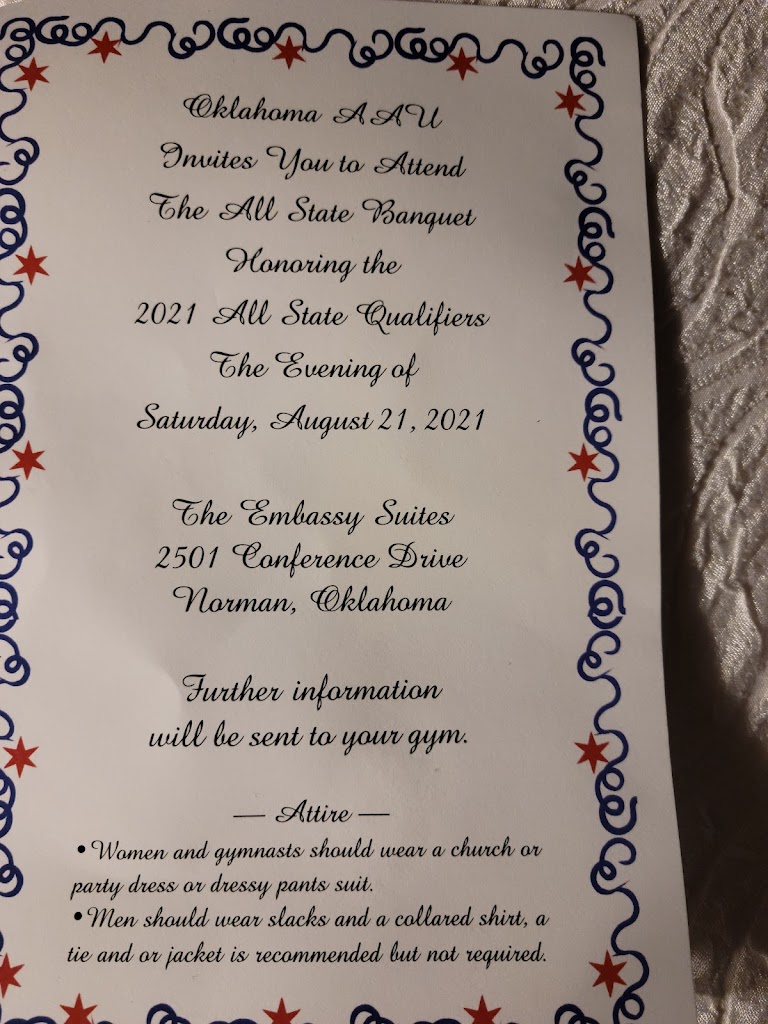 Oklahoma AAU
Invites You to Attend
The All State Banquet
Honoring the
2021 All State Qualifiers
The Evening of
Saturday, August 21, 2021
The Embassy Suites
2501 Conference Drive
Norman, Oklahoma
Further information
will be sent to your gym.
— Attire —
•Women and gymnasts should wear a church or
party dress or dressy pants suit.
•Men should wear slacks and a collared shirt, a
tie and or jacket is recommended but not required.